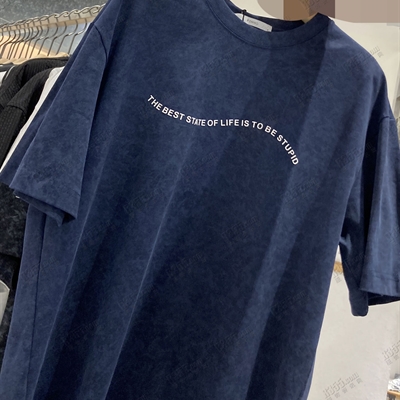 THE BEST STATE OF LIFE IS TO BE STUPID